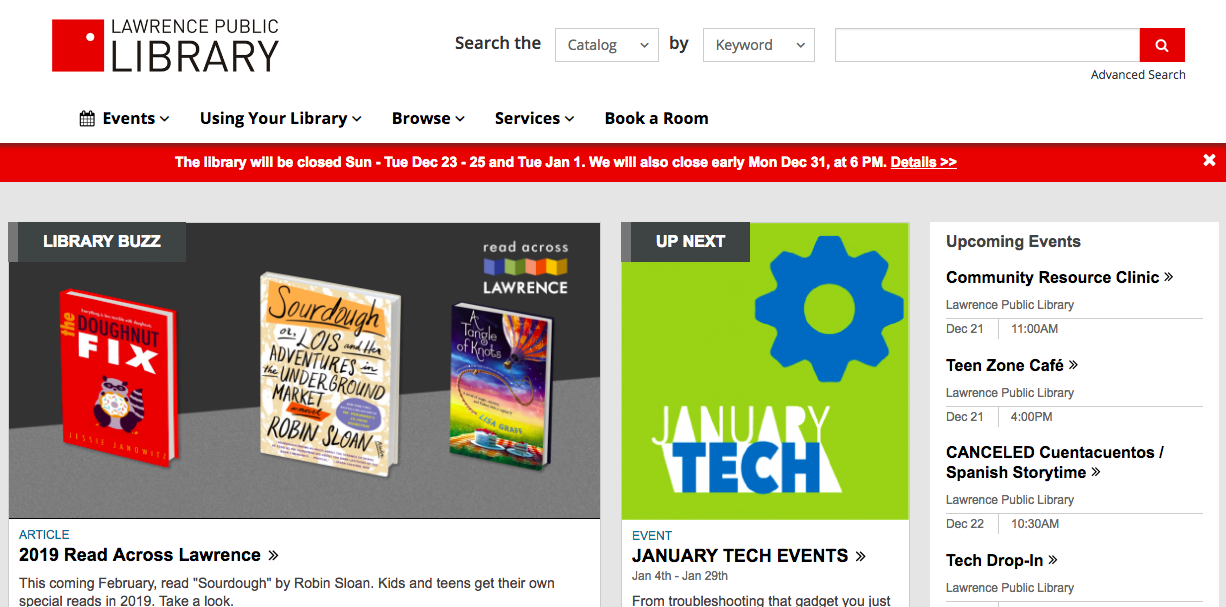 LAWRENCE PUBLIC
LIBRARY
Search the Catalog by Keyword
Advanced Search
Events Using Your Library Browse Services Book a Room
The library will be closed Sun - Tue Dec 23 - 25 and Tue Jan 1. We will also close early Mon Dec 31, at 6 PM. Details >>
LIBRARY BUZZ
read across
LAWRENCE
the
DOUGHNUT
FIX
JESSIE JANOWITZ
Sourdough
or, LOIS and Her
ADVENTURES in
the UNDERGROUND
MARKET
a novel
ROBIN SLOAN
A
Tangle
of Knots
LISA GRAFF
ARTICLE
2019 Read Across Lawrence »
This coming February, read "Sourdough" by Robin Sloan. Kids and teens get their own
special reads in 2019. Take a look.
UP NEXT
JANUARY
TECH
EVENT
JANUARY TECH EVENTS »
Jan 4th - Jan 29th
From troubleshooting that gadget you just
Upcoming Events
Community Resource Clinic »
Lawrence Public Library
Dec 21 11:00AM
Teen Zone Café »
Lawrence Public Library
Dec 21 4:00PM
CANCELED Cuentacuentos /
Spanish Storytime »
Lawrence Public Library
Dec 22 10:30AM
Tech Drop-In »
Lawrence Public Library